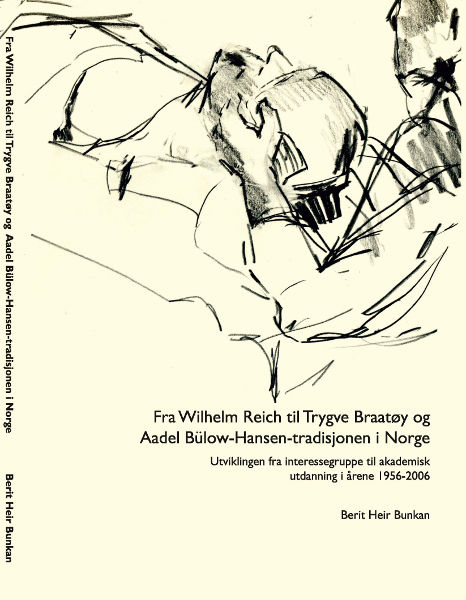 Fra Wilhelm Reich til Trygve Braatøy og Aadel Bülow-Hansen-tradisjonen i Norge
Berit Heir Bunkan
Fra Wilhelm Reich til Trygve Braatøy og
Aadel Bülow-Hansen-tradisjonen i Norge
Utviklingen fra interessegruppe til akademisk
utdanning i årene 1956-2006
Berit Heir Bunkan